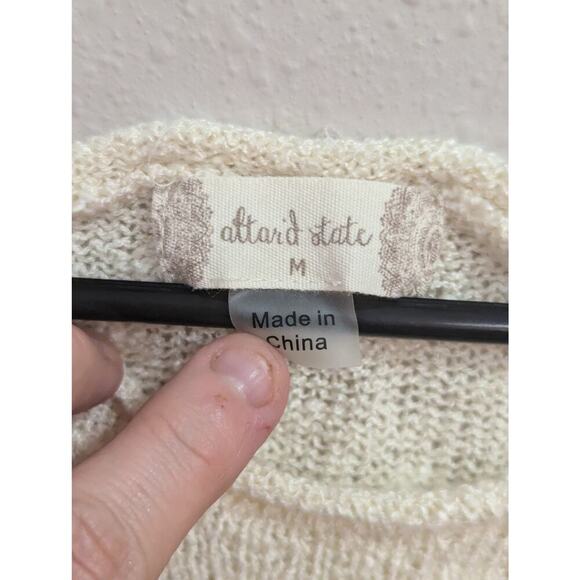 altar'd state
M
Made in
China